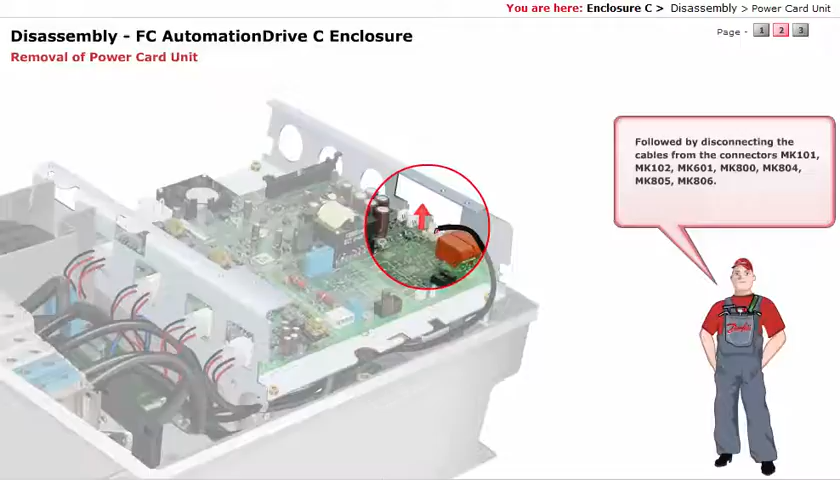 You are here: Enclosure C > Disassembly > Power Card Unit
Disassembly - FC AutomationDrive C Enclosure
Page - 1 2 3
Removal of Power Card Unit
Followed by disconnecting the
cables from the connectors MK101,
MK102, MK601, MK800, MK804,
MK805, MK806.
Danfoss